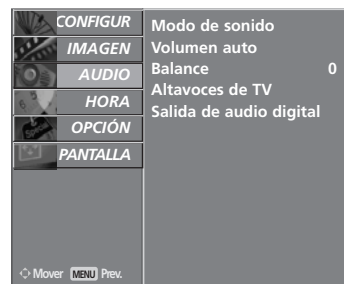 CONFIGUR
IMAGEN
AUDIO
HORA
OPCIÓN
PANTALLA
Mover MENU Prev.
Modo de sonido
Volumen auto
Balance 0
Altavoces de TV
Salida de audio digital